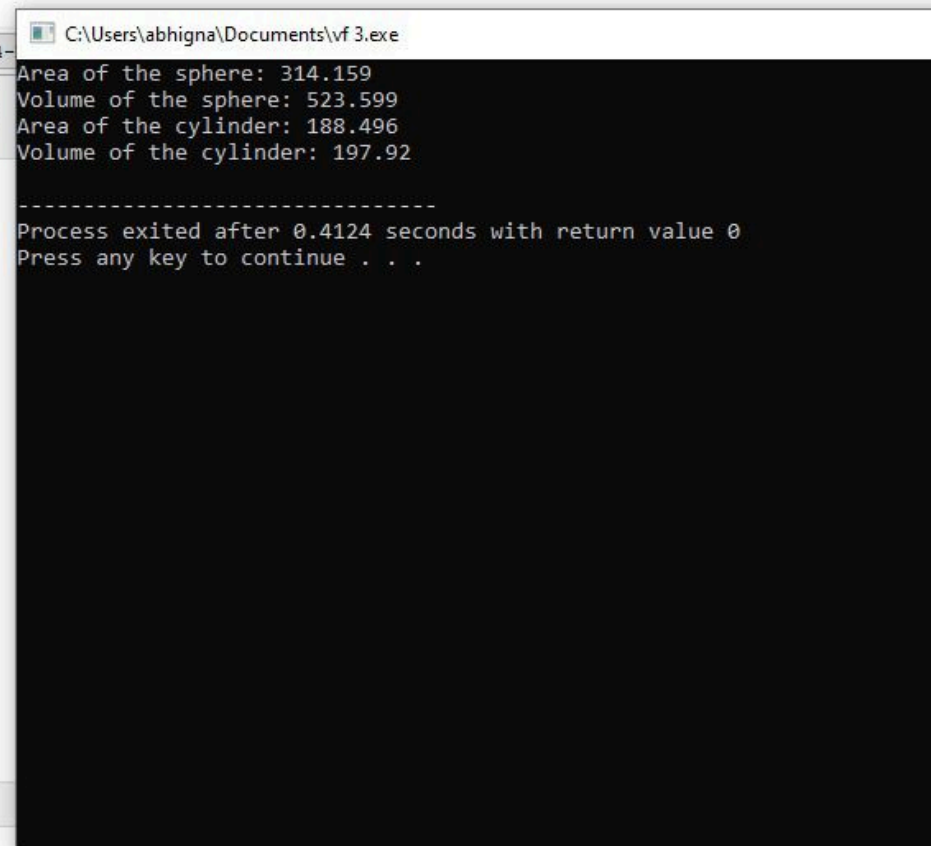 C:\Users\abhigna\Documents\vf 3.exe
Area of the sphere: 314.159
Volume of the sphere: 523.599
Area of the cylinder: 188.496
Volume of the cylinder: 197.92
--------------------------------
Process exited after 0.4124 seconds with return value 0
Press any key to continue . . .